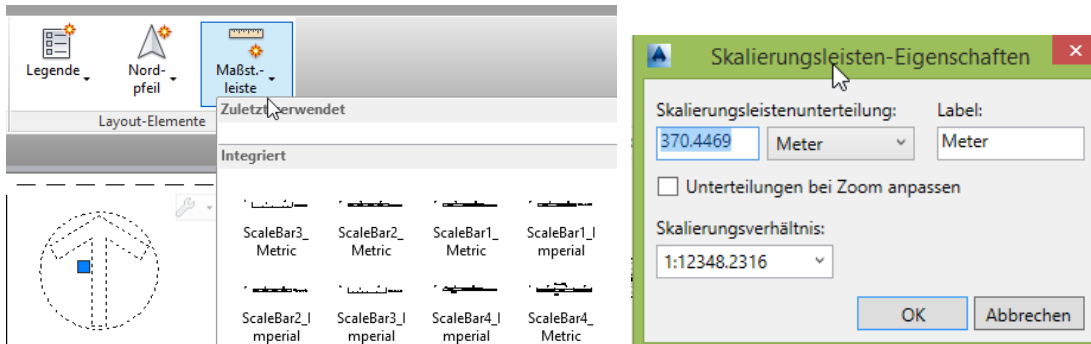 Legende
Nord-
pfeil
Maßst.-
leiste
Layout-Elemente
Zuletzt verwendet
Integriert
ScaleBar3_
Metric
ScaleBar2_
Metric
ScaleBar1_
Metric
ScaleBar1_I
mperial
ScaleBar2_I
mperial
ScaleBar3_I
mperial
ScaleBar4_I
mperial
ScaleBar4_
Metric
Skalierungsleisten-Eigenschaften
Skalierungsleistenunterteilung:
Label:
370.4469
Meter
Meter
Unterteilungen bei Zoom anpassen
Skalierungsverhältnis:
1:12348.2316
OK
Abbrechen